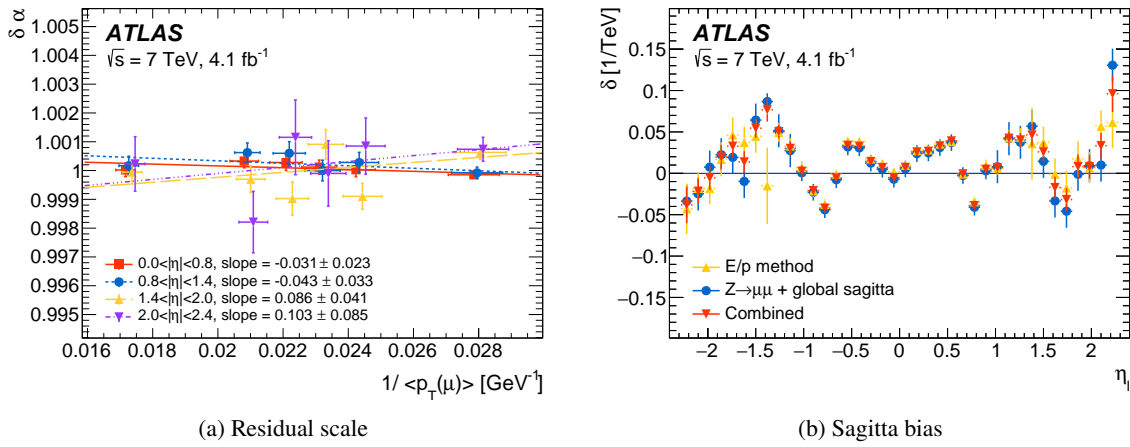 δ α
1.005
1.004
1.003
1.002
1.001
1
0.999
0.998
0.997
0.996
0.995
ATLAS
√s = 7 TeV, 4.1 fb⁻¹
0.0<|η|<0.8, slope = -0.031 ± 0.023
0.8<|η|<1.4, slope = -0.043 ± 0.033
1.4<|η|<2.0, slope = 0.086 ± 0.041
2.0<|η|<2.4, slope = 0.103 ± 0.085
0.016 0.018 0.02 0.022 0.024 0.026 0.028
1/ <p_T(μ)> [GeV⁻¹]
(a) Residual scale
δ [1/TeV]
0.15
0.1
0.05
0
−0.05
−0.1
−0.15
ATLAS
√s = 7 TeV, 4.1 fb⁻¹
E/p method
Z→μμ + global sagitta
Combined
−2 −1.5 −1 −0.5 0 0.5 1 1.5 2
η
(b) Sagitta bias